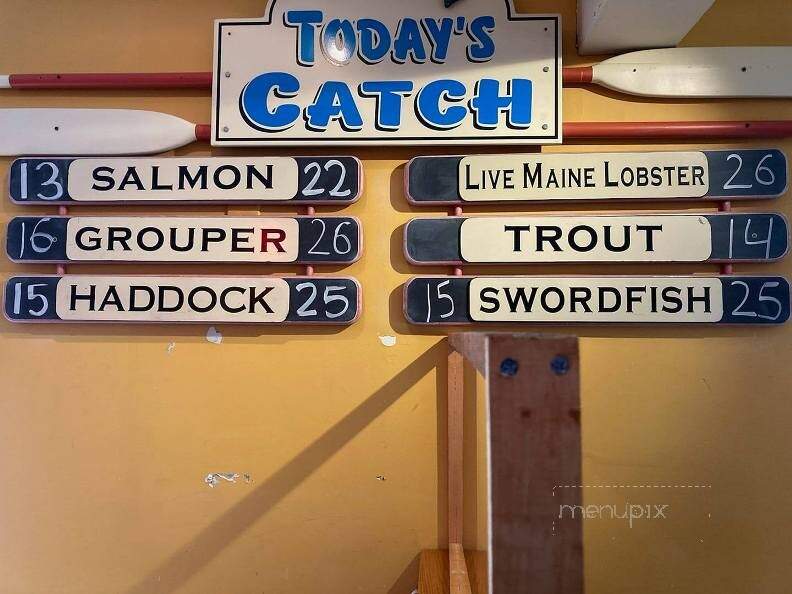 TODAY'S
CATCH
13 SALMON 22
16 GROUPER 26
15 HADDOCK 25
LIVE MAINE LOBSTER 26
TROUT 14
15 SWORDFISH 25
menupix